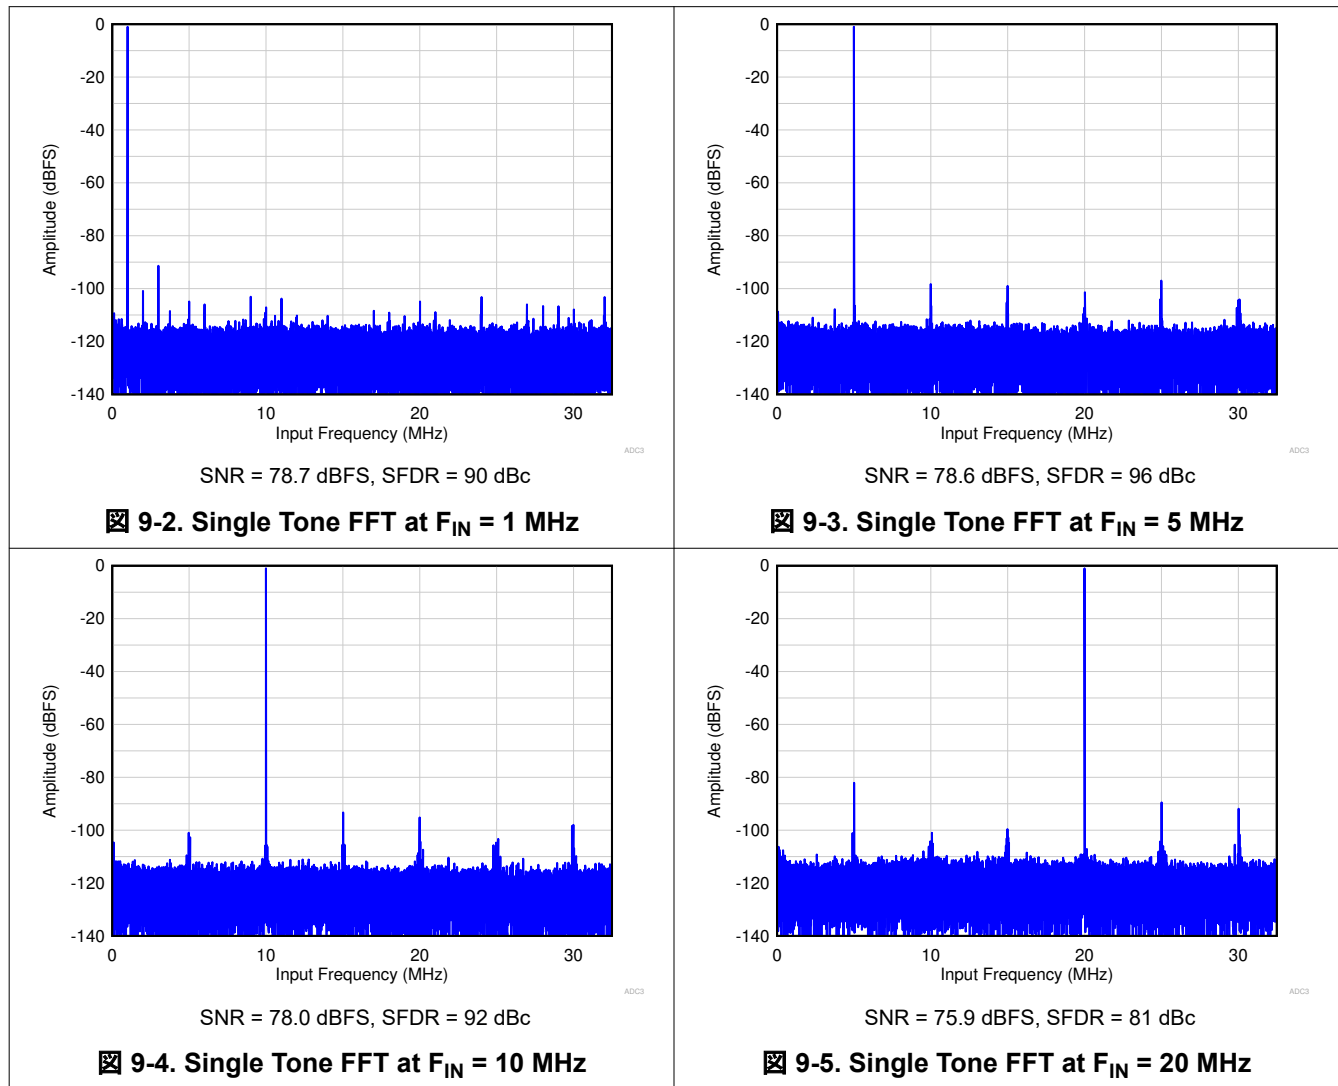 0
-20
-40
-60
-80
-100
-120
-140
Amplitude (dBFS)
0 10 20 30
Input Frequency (MHz)
ADC3
SNR = 78.7 dBFS, SFDR = 90 dBc
図 9-2. Single Tone FFT at FIN = 1 MHz
0
-20
-40
-60
-80
-100
-120
-140
Amplitude (dBFS)
0 10 20 30
Input Frequency (MHz)
ADC3
SNR = 78.6 dBFS, SFDR = 96 dBc
図 9-3. Single Tone FFT at FIN = 5 MHz
0
-20
-40
-60
-80
-100
-120
-140
Amplitude (dBFS)
0 10 20 30
Input Frequency (MHz)
ADC3
SNR = 78.0 dBFS, SFDR = 92 dBc
図 9-4. Single Tone FFT at FIN = 10 MHz
0
-20
-40
-60
-80
-100
-120
-140
Amplitude (dBFS)
0 10 20 30
Input Frequency (MHz)
ADC3
SNR = 75.9 dBFS, SFDR = 81 dBc
図 9-5. Single Tone FFT at FIN = 20 MHz